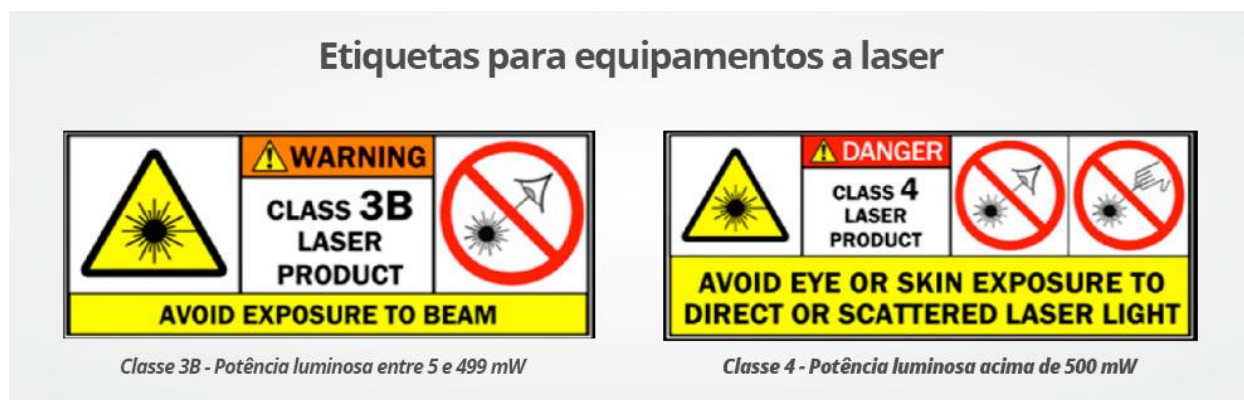 Etiquetas para equipamentos a laser
WARNING
CLASS 3B
LASER
PRODUCT
AVOID EXPOSURE TO BEAM
Classe 3B - Potência luminosa entre 5 e 499 mW
DANGER
CLASS 4
LASER
PRODUCT
AVOID EYE OR SKIN EXPOSURE TO
DIRECT OR SCATTERED LASER LIGHT
Classe 4 - Potência luminosa acima de 500 mW